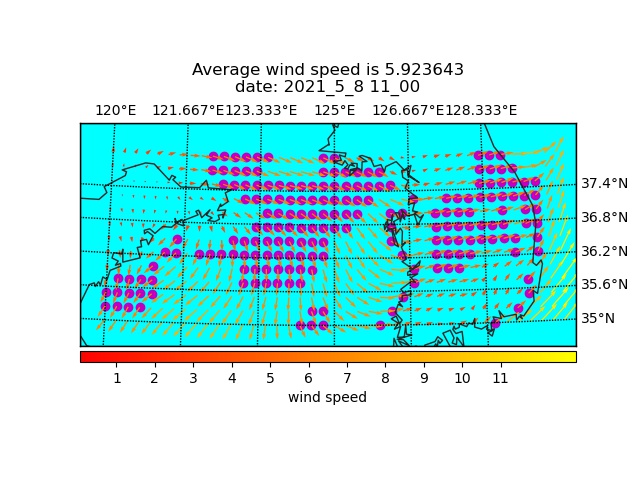 Average wind speed is 5.923643
date: 2021_5_8 11_00
120°E 121.667°E 123.333°E 125°E 126.667°E 128.333°E
37.4°N
36.8°N
36.2°N
35.6°N
35°N
1 2 3 4 5 6 7 8 9 10 11
wind speed